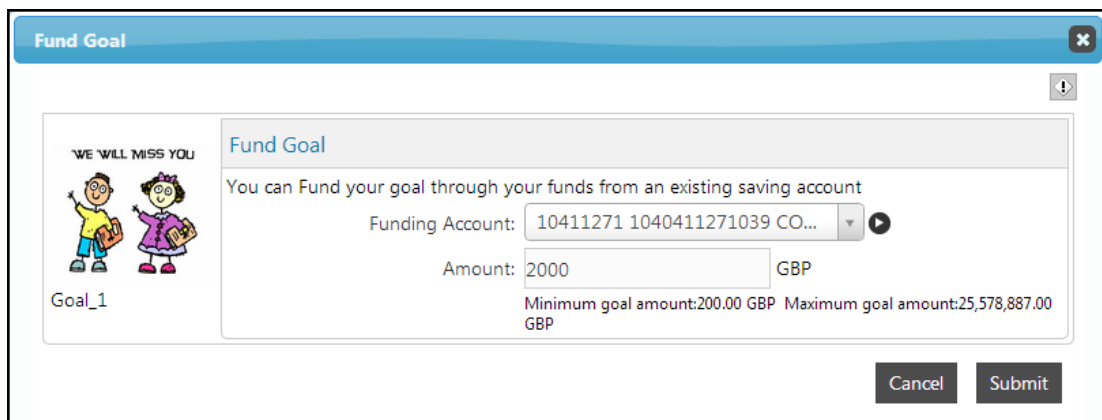 Fund Goal
WE WILL MISS YOU
Fund Goal
You can Fund your goal through your funds from an existing saving account
Funding Account: 10411271 1040411271039 CO...
Amount: 2000 GBP
Minimum goal amount:200.00 GBP Maximum goal amount:25,578,887.00
GBP
Goal_1
Cancel Submit